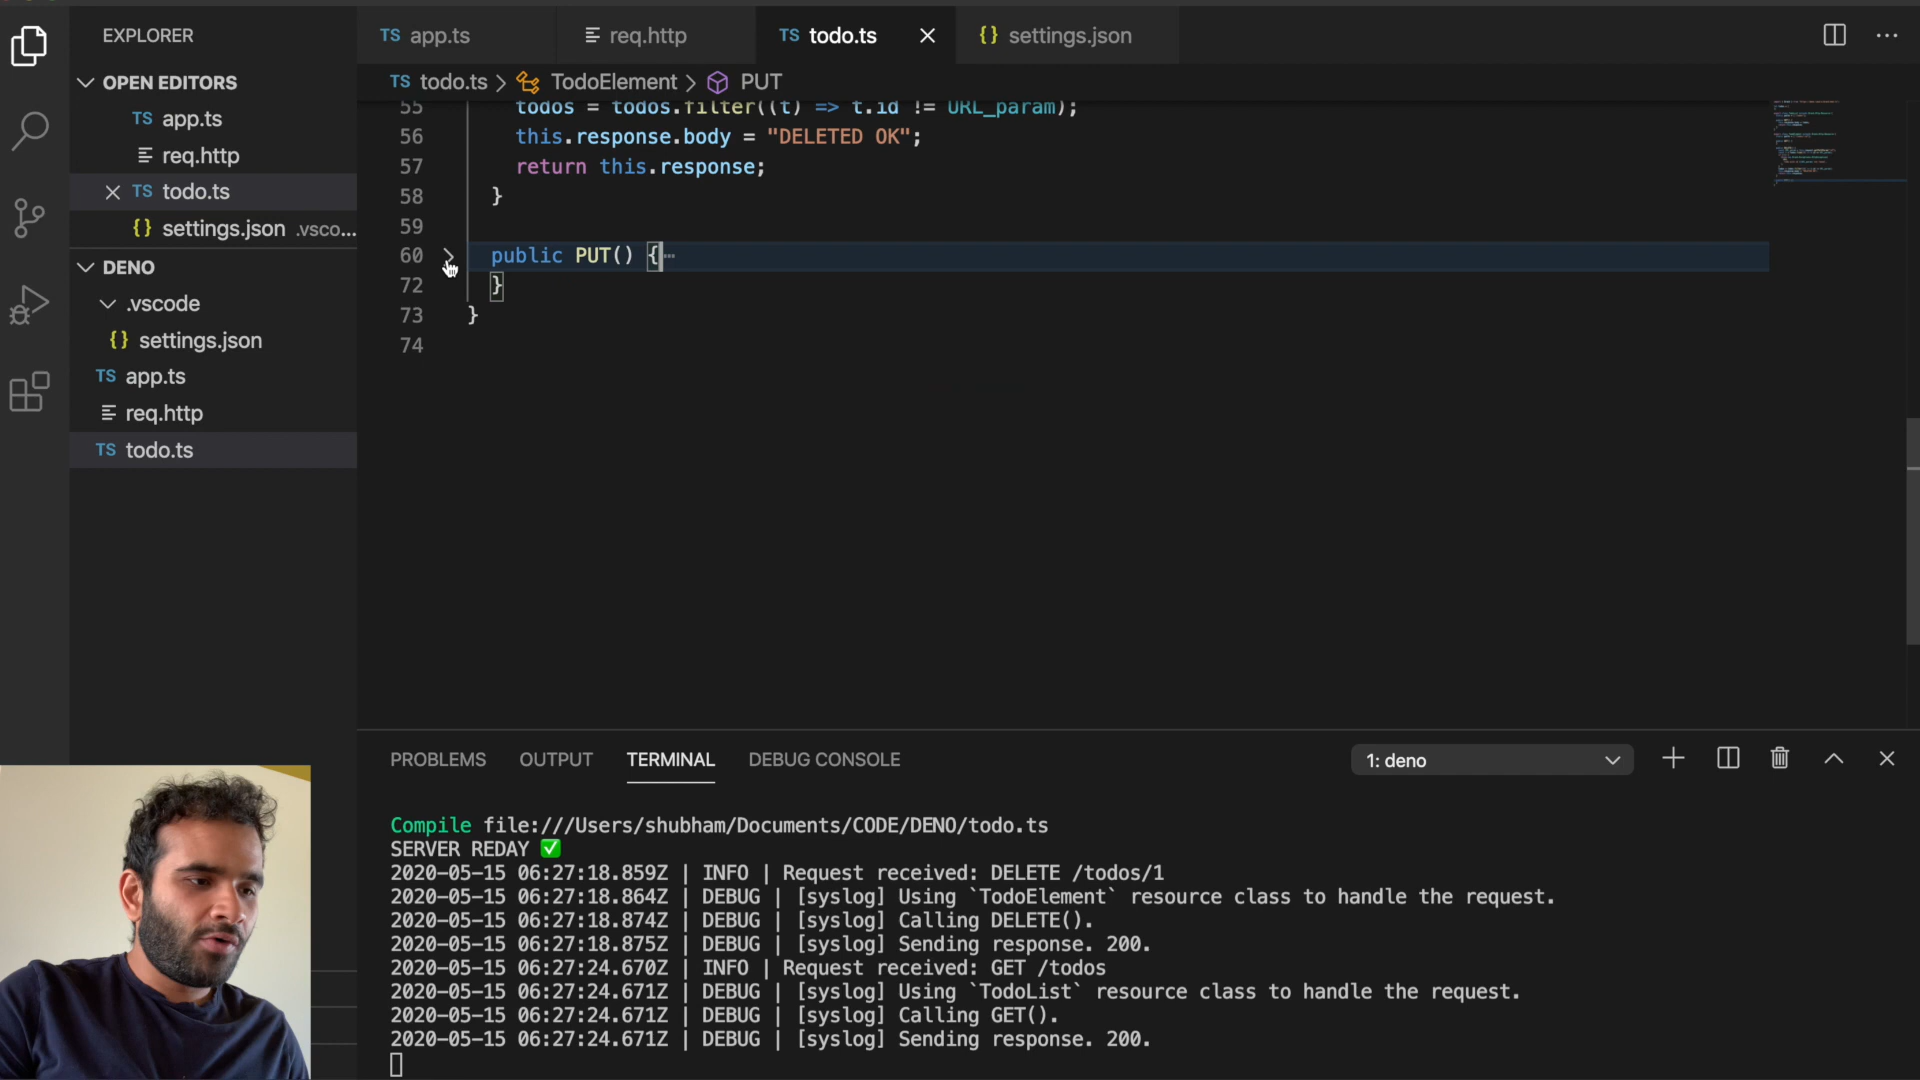 EXPLORER
TS app.ts
req.http
TS todo.ts
{} settings.json
OPEN EDITORS
TS todo.ts > TodoElement > PUT
TS app.ts
req.http
TS todo.ts
{} settings.json .vsco...
DENO
.vscode
{} settings.json
TS app.ts
req.http
TS todo.ts
55 todos = todos.filter((t) => t.id != URL_param);
56 this.response.body = "DELETED OK";
57 return this.response;
58 }
59
60 public PUT() {⋯
72 }
73 }
74
PROBLEMS OUTPUT TERMINAL DEBUG CONSOLE 1: deno
Compile file:///Users/shubham/Documents/CODE/DENO/todo.ts
SERVER REDAY ✅
2020-05-15 06:27:18.859Z | INFO | Request received: DELETE /todos/1
2020-05-15 06:27:18.864Z | DEBUG | [syslog] Using `TodoElement` resource class to handle the request.
2020-05-15 06:27:18.874Z | DEBUG | [syslog] Calling DELETE().
2020-05-15 06:27:18.875Z | DEBUG | [syslog] Sending response. 200.
2020-05-15 06:27:24.670Z | INFO | Request received: GET /todos
2020-05-15 06:27:24.671Z | DEBUG | [syslog] Using `TodoList` resource class to handle the request.
2020-05-15 06:27:24.671Z | DEBUG | [syslog] Calling GET().
2020-05-15 06:27:24.671Z | DEBUG | [syslog] Sending response. 200.